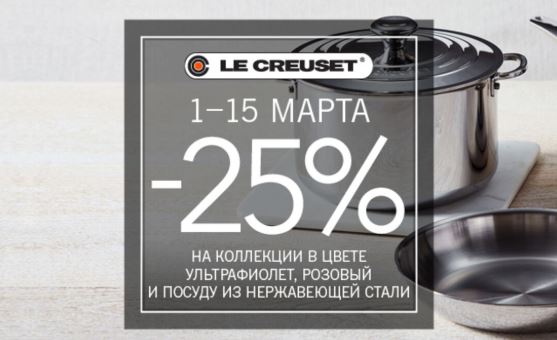 LE CREUSET®
1–15 МАРТА
-25%
НА КОЛЛЕКЦИИ В ЦВЕТЕ
УЛЬТРАФИОЛЕТ, РОЗОВЫЙ
И ПОСУДУ ИЗ НЕРЖАВЕЮЩЕЙ СТАЛИ